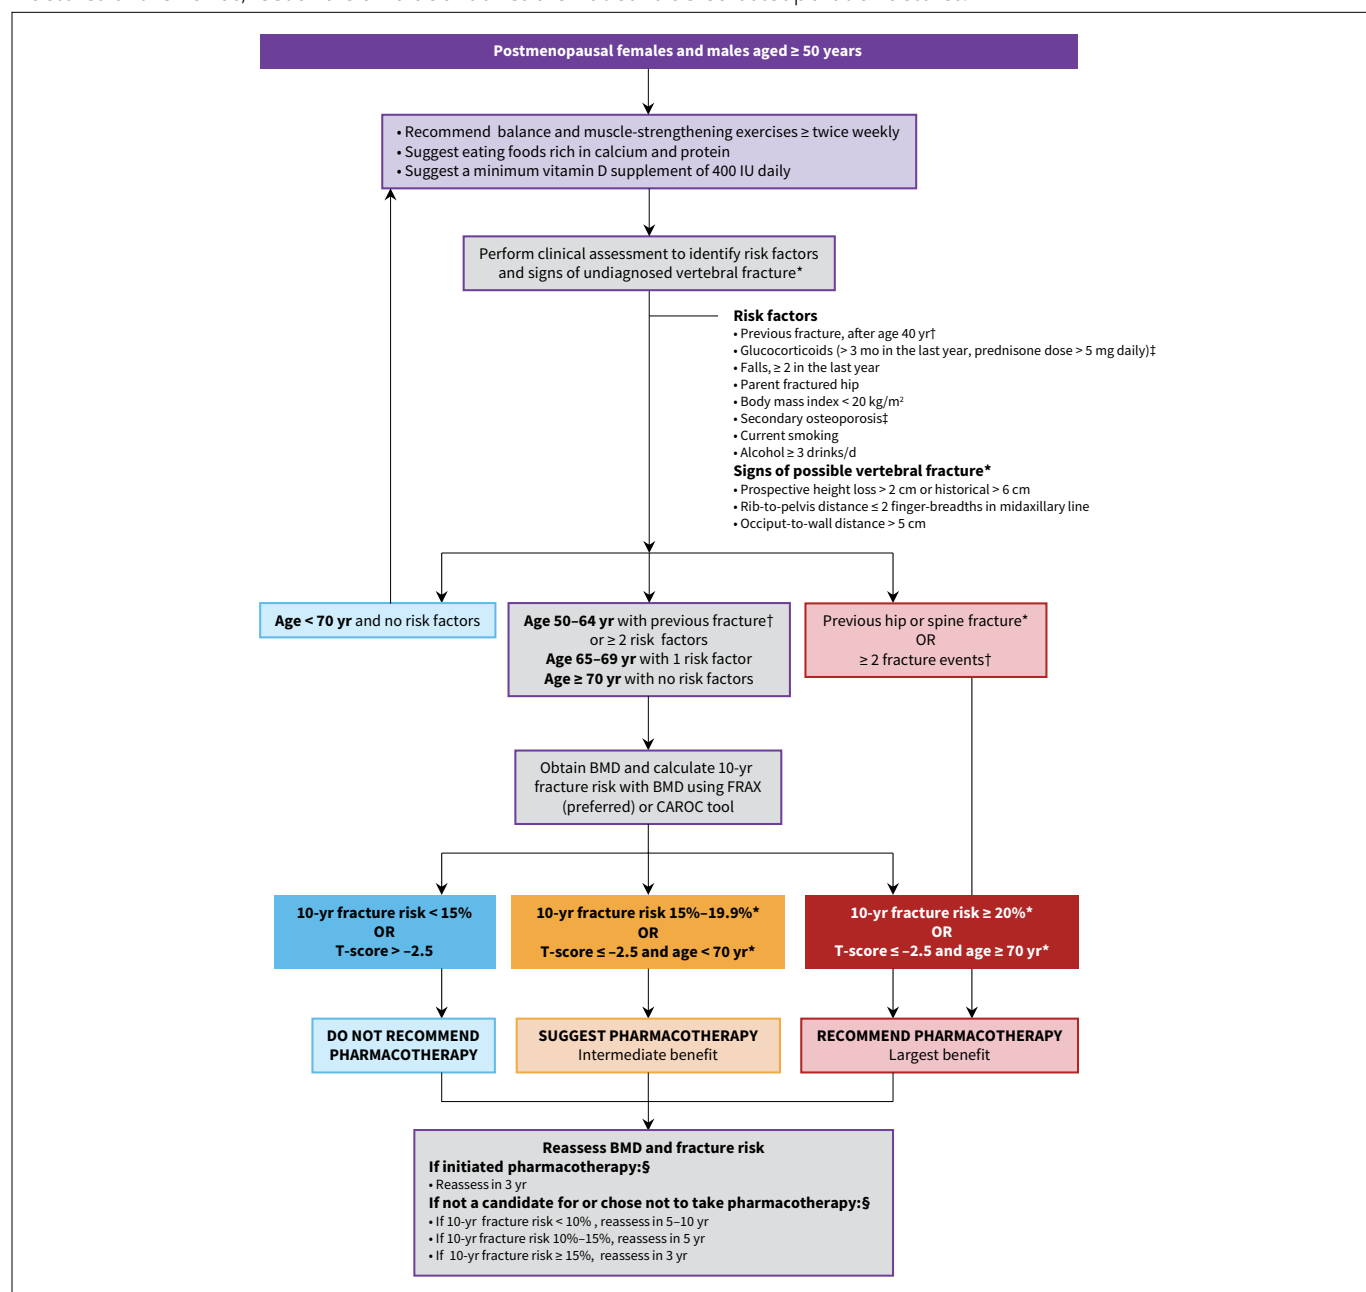 Postmenopausal females and males aged ≥ 50 years
• Recommend balance and muscle-strengthening exercises ≥ twice weekly
• Suggest eating foods rich in calcium and protein
• Suggest a minimum vitamin D supplement of 400 IU daily
Perform clinical assessment to identify risk factors
and signs of undiagnosed vertebral fracture*
Risk factors
• Previous fracture, after age 40 yr†
• Glucocorticoids (> 3 mo in the last year, prednisone dose > 5 mg daily)‡
• Falls, ≥ 2 in the last year
• Parent fractured hip
• Body mass index < 20 kg/m²
• Secondary osteoporosis‡
• Current smoking
• Alcohol ≥ 3 drinks/d
Signs of possible vertebral fracture*
• Prospective height loss > 2 cm or historical > 6 cm
• Rib-to-pelvis distance ≤ 2 finger-breadths in midaxillary line
• Occiput-to-wall distance > 5 cm
Age < 70 yr and no risk factors
Age 50–64 yr with previous fracture†
or ≥ 2 risk factors
Age 65–69 yr with 1 risk factor
Age ≥ 70 yr with no risk factors
Previous hip or spine fracture*
OR
≥ 2 fracture events†
Obtain BMD and calculate 10-yr
fracture risk with BMD using FRAX
(preferred) or CAROC tool
10-yr fracture risk < 15%
OR
T-score > –2.5
10-yr fracture risk 15%–19.9%*
OR
T-score ≤ –2.5 and age < 70 yr*
10-yr fracture risk ≥ 20%*
OR
T-score ≤ –2.5 and age ≥ 70 yr*
DO NOT RECOMMEND
PHARMACOTHERAPY
SUGGEST PHARMACOTHERAPY
Intermediate benefit
RECOMMEND PHARMACOTHERAPY
Largest benefit
Reassess BMD and fracture risk
If initiated pharmacotherapy:§
• Reassess in 3 yr
If not a candidate for or chose not to take pharmacotherapy:§
• If 10-yr fracture risk < 10% , reassess in 5–10 yr
• If 10-yr fracture risk 10%–15%, reassess in 5 yr
• If 10-yr fracture risk ≥ 15%, reassess in 3 yr